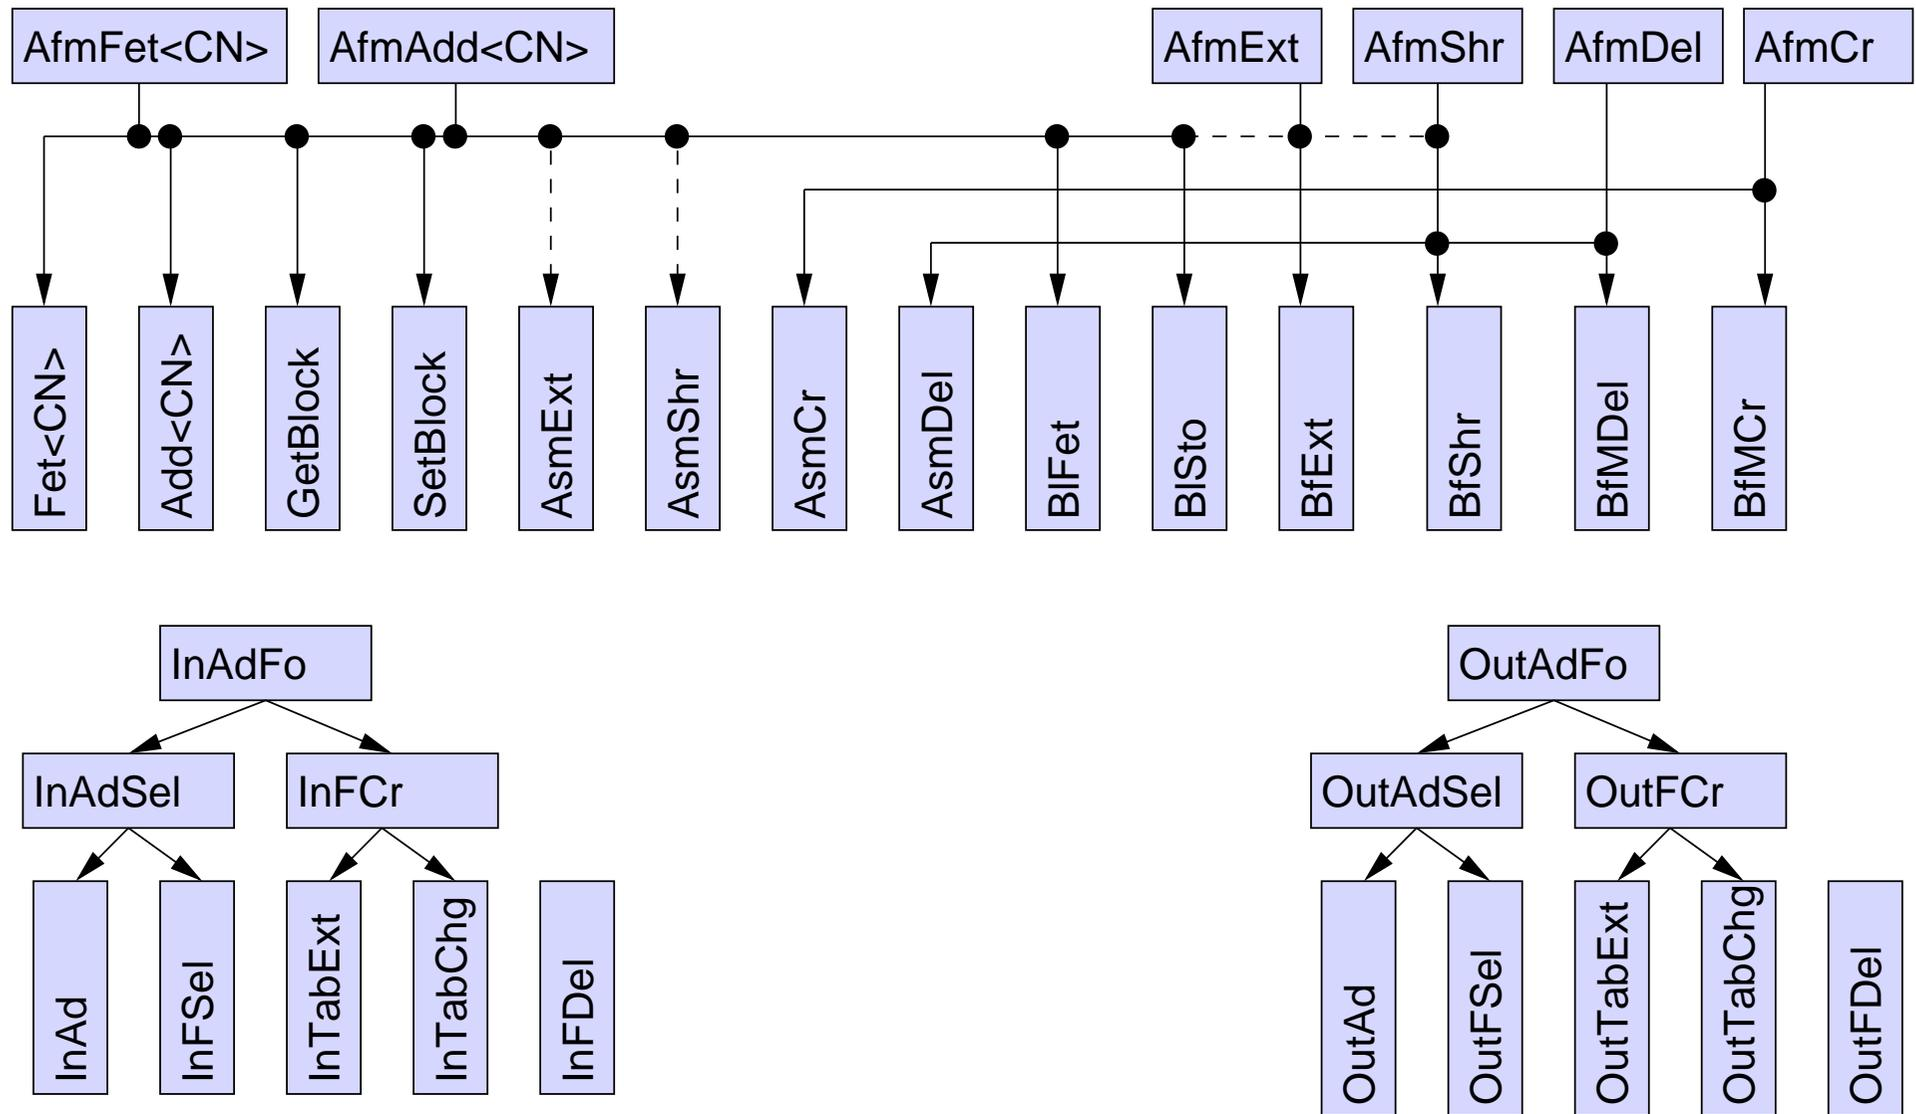 AfmFet<CN>
AfmAdd<CN>
AfmExt
AfmShr
AfmDel
AfmCr
Fet<CN>
Add<CN>
GetBlock
SetBlock
AsmExt
AsmShr
AsmCr
AsmDel
BlFet
BlSto
BfExt
BfShr
BfMDel
BfMCr
InAdFo
OutAdFo
InAdSel
InFCr
OutAdSel
OutFCr
InAd
InFSel
InTabExt
InTabChg
InFDel
OutAd
OutFSel
OutTabExt
OutTabChg
OutFDel